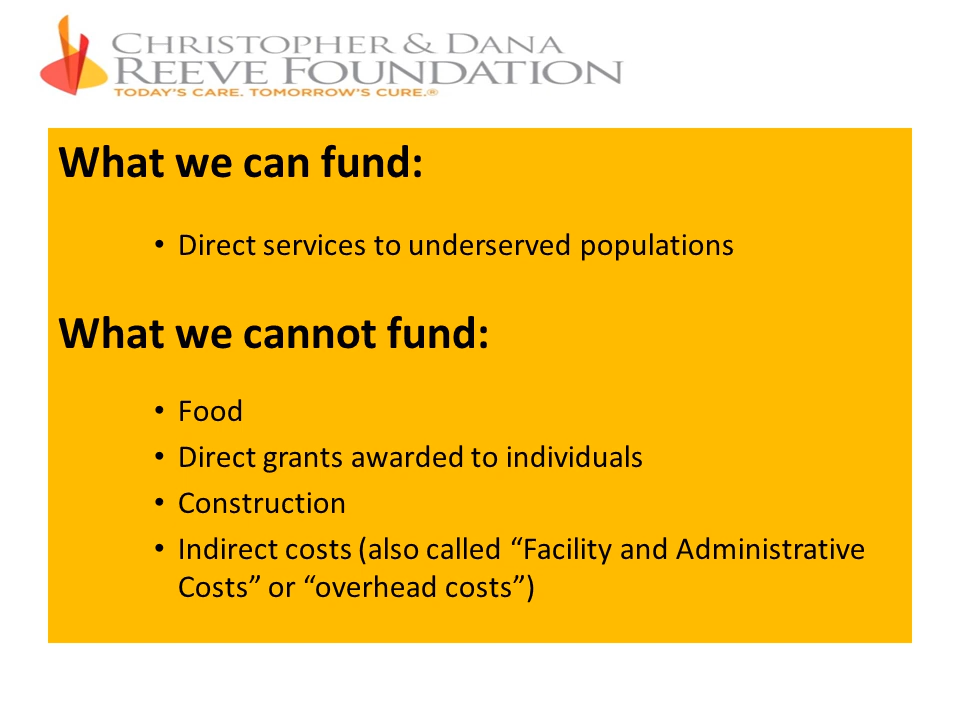 CHRISTOPHER & DANA
REEVE FOUNDATION
TODAY'S CARE. TOMORROW'S CURE.®
What we can fund:
• Direct services to underserved populations
What we cannot fund:
• Food
• Direct grants awarded to individuals
• Construction
• Indirect costs (also called “Facility and Administrative
Costs” or “overhead costs”)